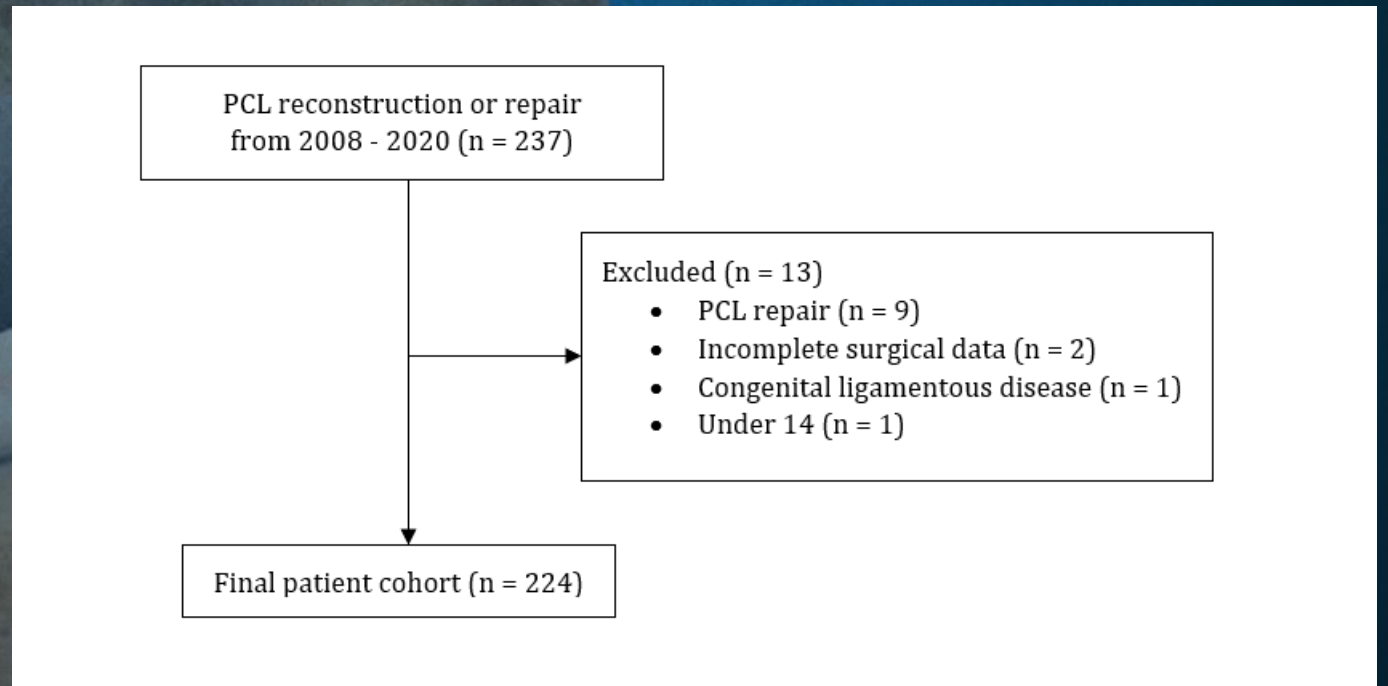 PCL reconstruction or repair
from 2008 - 2020 (n = 237)
Excluded (n = 13)
• PCL repair (n = 9)
• Incomplete surgical data (n = 2)
• Congenital ligamentous disease (n = 1)
• Under 14 (n = 1)
Final patient cohort (n = 224)